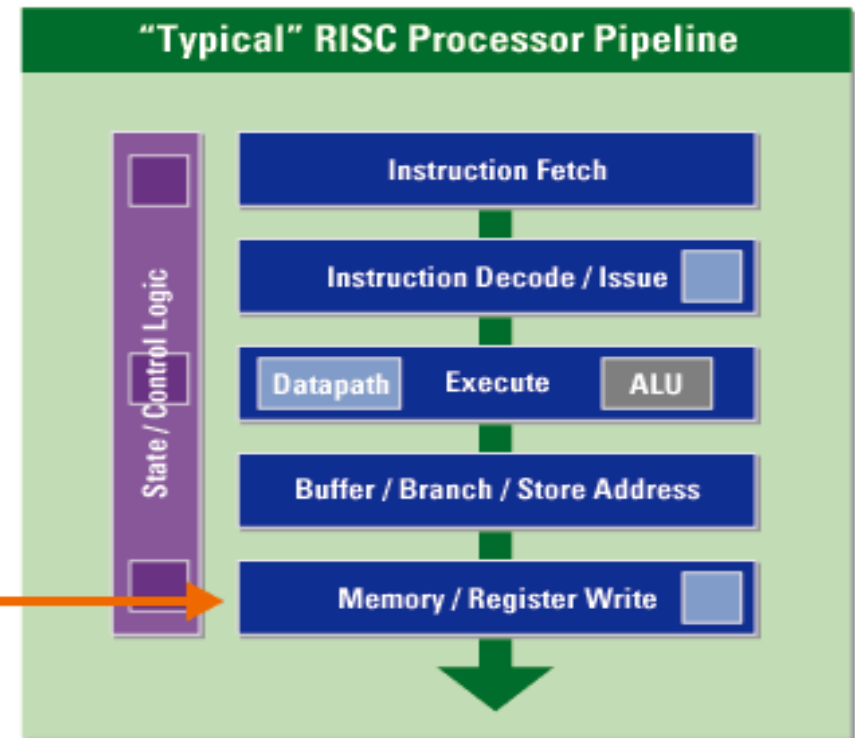 “Typical” RISC Processor Pipeline
State / Control Logic
Instruction Fetch
Instruction Decode / Issue
Datapath Execute ALU
Buffer / Branch / Store Address
Memory / Register Write